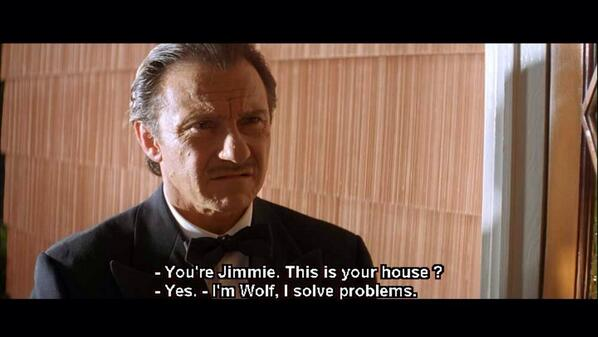 - You're Jimmie. This is your house ?
- Yes. - I'm Wolf, I solve problems.